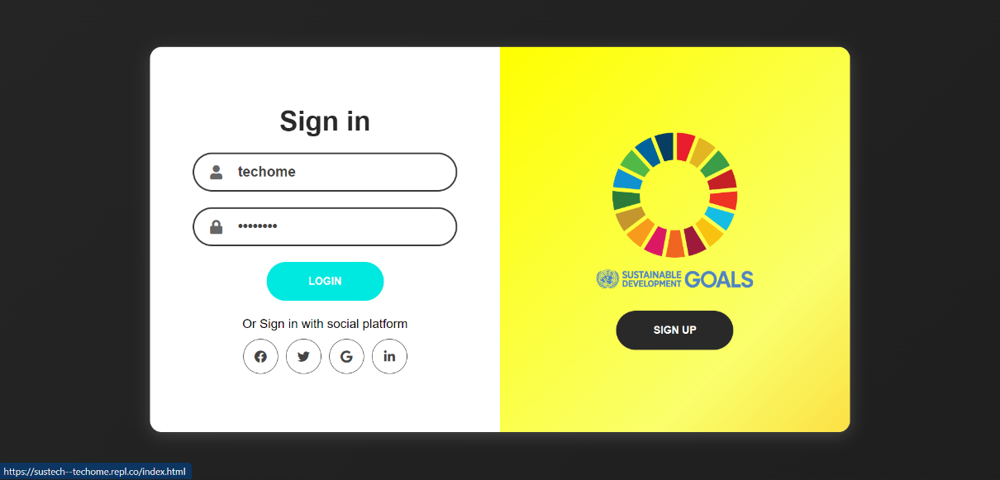 Sign in
techome
••••••••
LOGIN
Or Sign in with social platform
SUSTAINABLE
DEVELOPMENT GOALS
SIGN UP
https://sustech--techome.repl.co/index.html